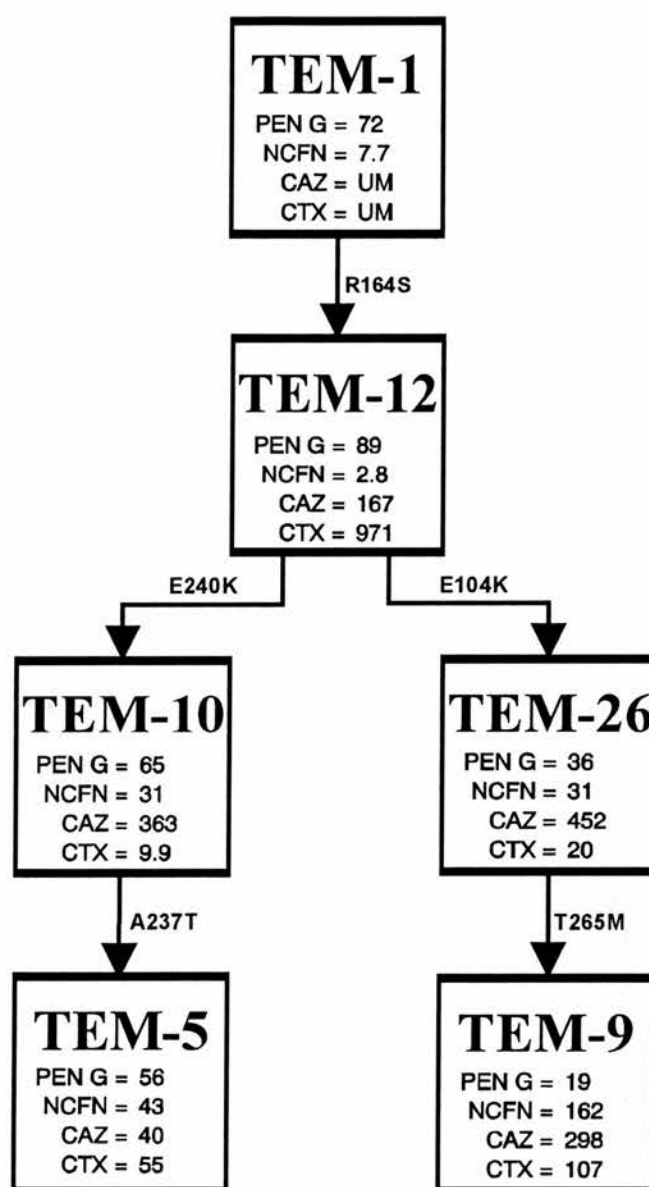 TEM-1
PEN G = 72
NCFN = 7.7
CAZ = UM
CTX = UM
R164S
TEM-12
PEN G = 89
NCFN = 2.8
CAZ = 167
CTX = 971
E240K
E104K
TEM-10
PEN G = 65
NCFN = 31
CAZ = 363
CTX = 9.9
TEM-26
PEN G = 36
NCFN = 31
CAZ = 452
CTX = 20
A237T
T265M
TEM-5
PEN G = 56
NCFN = 43
CAZ = 40
CTX = 55
TEM-9
PEN G = 19
NCFN = 162
CAZ = 298
CTX = 107